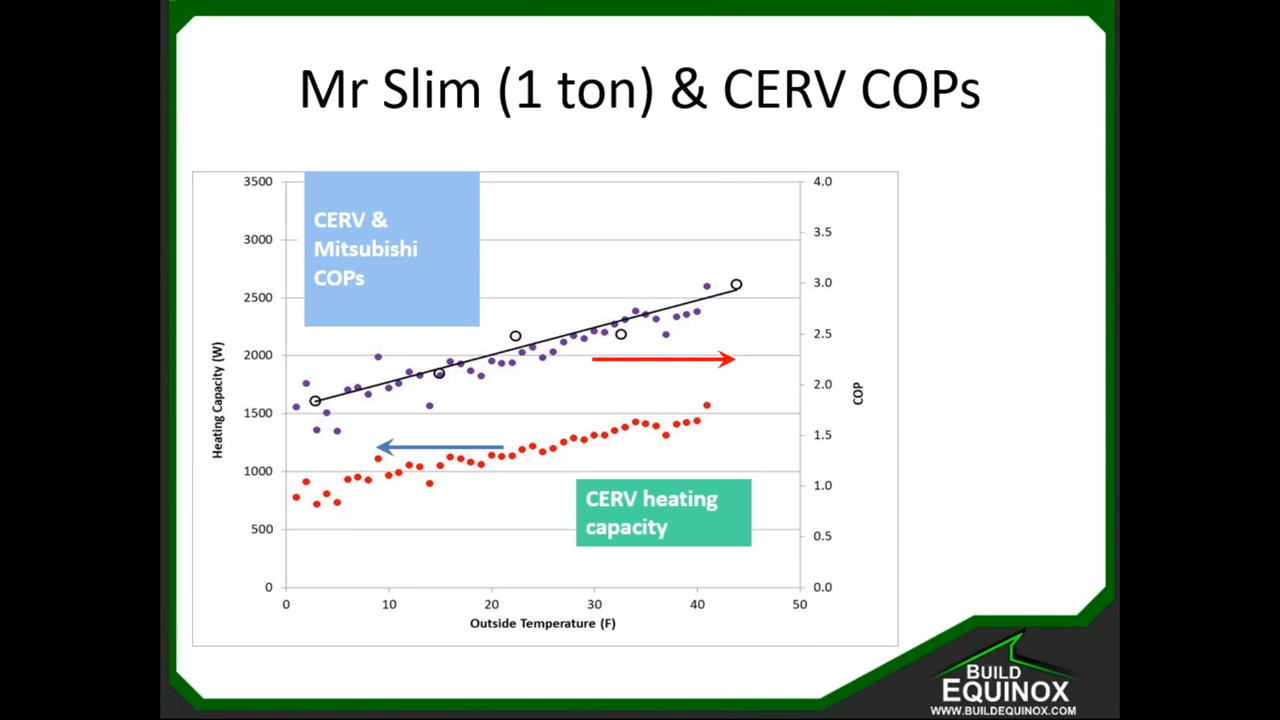 Mr Slim (1 ton) & CERV COPs
CERV &
Mitsubishi
COPs
3500
3000
2500
2000
1500
1000
500
0
Heating Capacity (W)
4.0
3.5
3.0
2.5
2.0
1.5
1.0
0.5
0.0
COP
CERV heating
capacity
0 10 20 30 40 50
Outside Temperature (F)
BUILD
EQUINOX
WWW.BUILDEQUINOX.COM